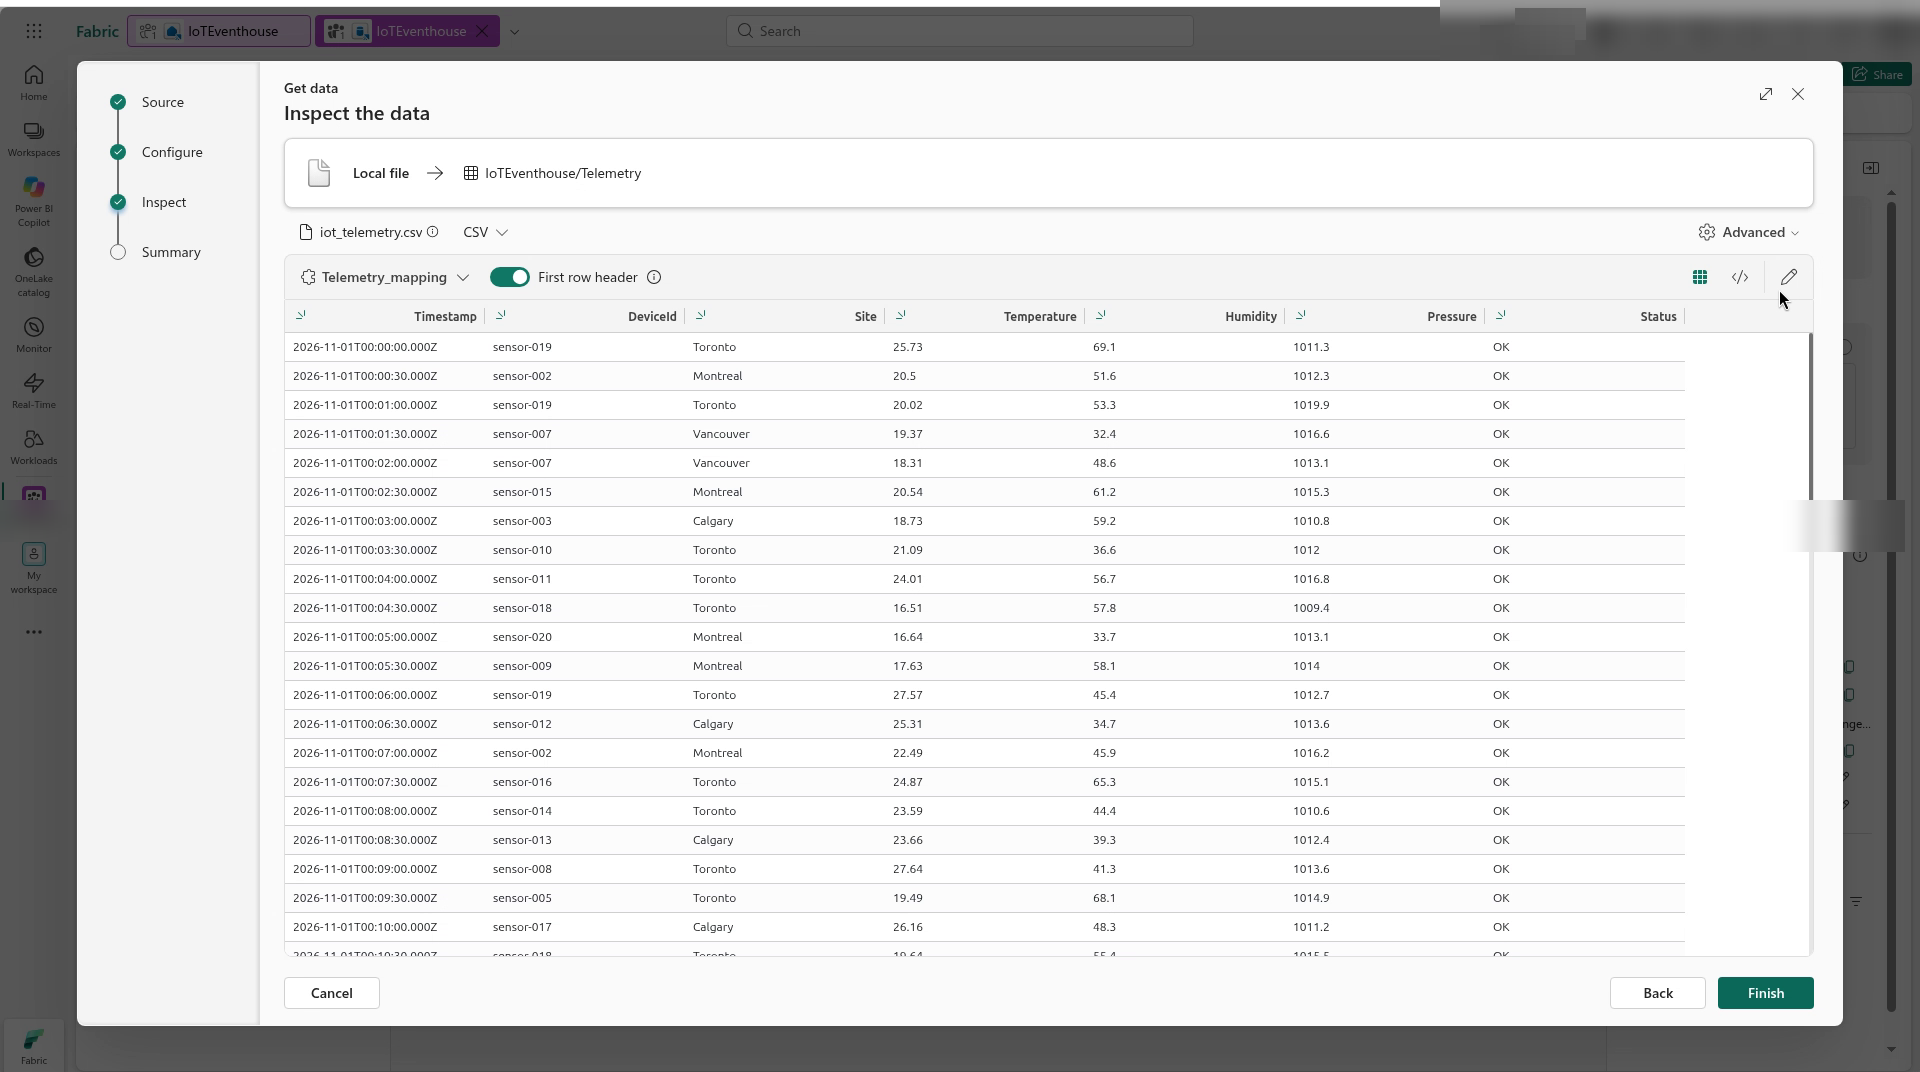 Fabric IoTEventhouse IoTEventhouse Search
Share
Home
Workspaces
Power BI
Copilot
OneLake
catalog
Monitor
Real-Time
Workloads
My
workspace
Fabric
Source
Configure
Inspect
Summary
Get data
Inspect the data
Local file IoTEventhouse/Telemetry
iot_telemetry.csv CSV Advanced
Telemetry_mapping First row header
Timestamp DeviceId Site Temperature Humidity Pressure Status
2026-11-01T00:00:00.000Z sensor-019 Toronto 25.73 69.1 1011.3 OK
2026-11-01T00:00:30.000Z sensor-002 Montreal 20.5 51.6 1012.3 OK
2026-11-01T00:01:00.000Z sensor-019 Toronto 20.02 53.3 1019.9 OK
2026-11-01T00:01:30.000Z sensor-007 Vancouver 19.37 32.4 1016.6 OK
2026-11-01T00:02:00.000Z sensor-007 Vancouver 18.31 48.6 1013.1 OK
2026-11-01T00:02:30.000Z sensor-015 Montreal 20.54 61.2 1015.3 OK
2026-11-01T00:03:00.000Z sensor-003 Calgary 18.73 59.2 1010.8 OK
2026-11-01T00:03:30.000Z sensor-010 Toronto 21.09 36.6 1012 OK
2026-11-01T00:04:00.000Z sensor-011 Toronto 24.01 56.7 1016.8 OK
2026-11-01T00:04:30.000Z sensor-018 Toronto 16.51 57.8 1009.4 OK
2026-11-01T00:05:00.000Z sensor-020 Montreal 16.64 33.7 1013.1 OK
2026-11-01T00:05:30.000Z sensor-009 Montreal 17.63 58.1 1014 OK
2026-11-01T00:06:00.000Z sensor-019 Toronto 27.57 45.4 1012.7 OK
2026-11-01T00:06:30.000Z sensor-012 Calgary 25.31 34.7 1013.6 OK
2026-11-01T00:07:00.000Z sensor-002 Montreal 22.49 45.9 1016.2 OK
2026-11-01T00:07:30.000Z sensor-016 Toronto 24.87 65.3 1015.1 OK
2026-11-01T00:08:00.000Z sensor-014 Toronto 23.59 44.4 1010.6 OK
2026-11-01T00:08:30.000Z sensor-013 Calgary 23.66 39.3 1012.4 OK
2026-11-01T00:09:00.000Z sensor-008 Toronto 27.64 41.3 1013.6 OK
2026-11-01T00:09:30.000Z sensor-005 Toronto 19.49 68.1 1014.9 OK
2026-11-01T00:10:00.000Z sensor-017 Calgary 26.16 48.3 1011.2 OK
nge...
Cancel Back Finish